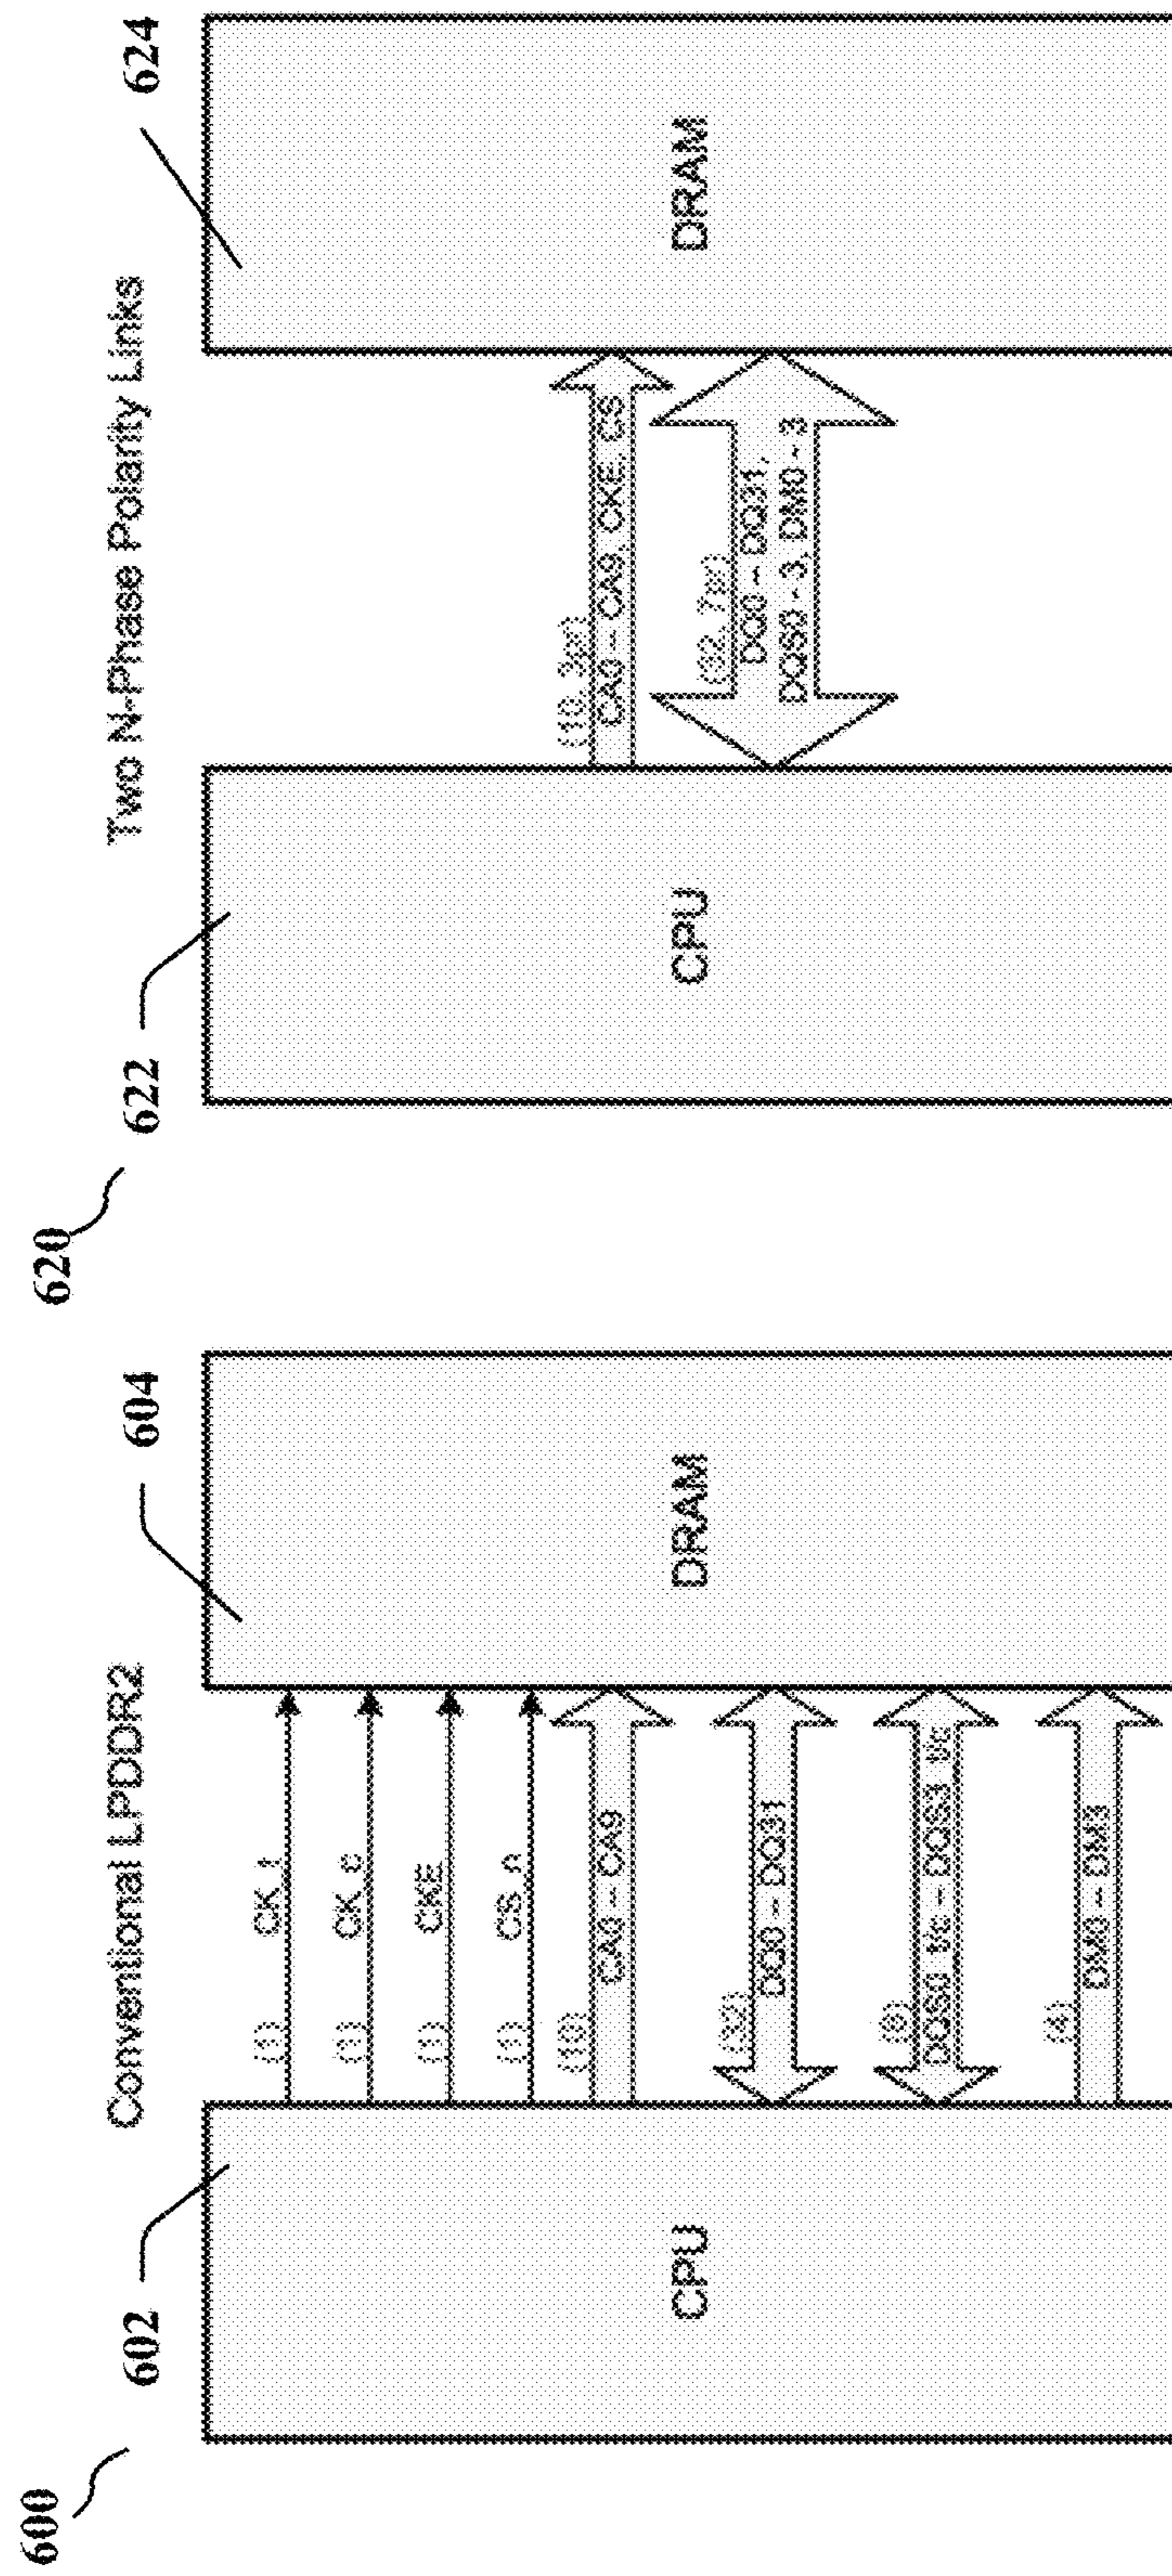 600
602
Conventional LPDDR2
604
CPU
(1) CK_t
(1) CK_c
(1) CKE
(1) CS_n
(10)
CA0 – CA9
(32)
DQ0 – DQ31
DQS0_t/c – DQS3_t/c
(4)
DM0 – DM3
DRAM
620
622
Two N-Phase Polarity Links
624
CPU
CA0 – CA9, CKE, CS
(32, 7pr)
DQ0 – DQ31,
DQS0 - 3, DM0 - 3
DRAM